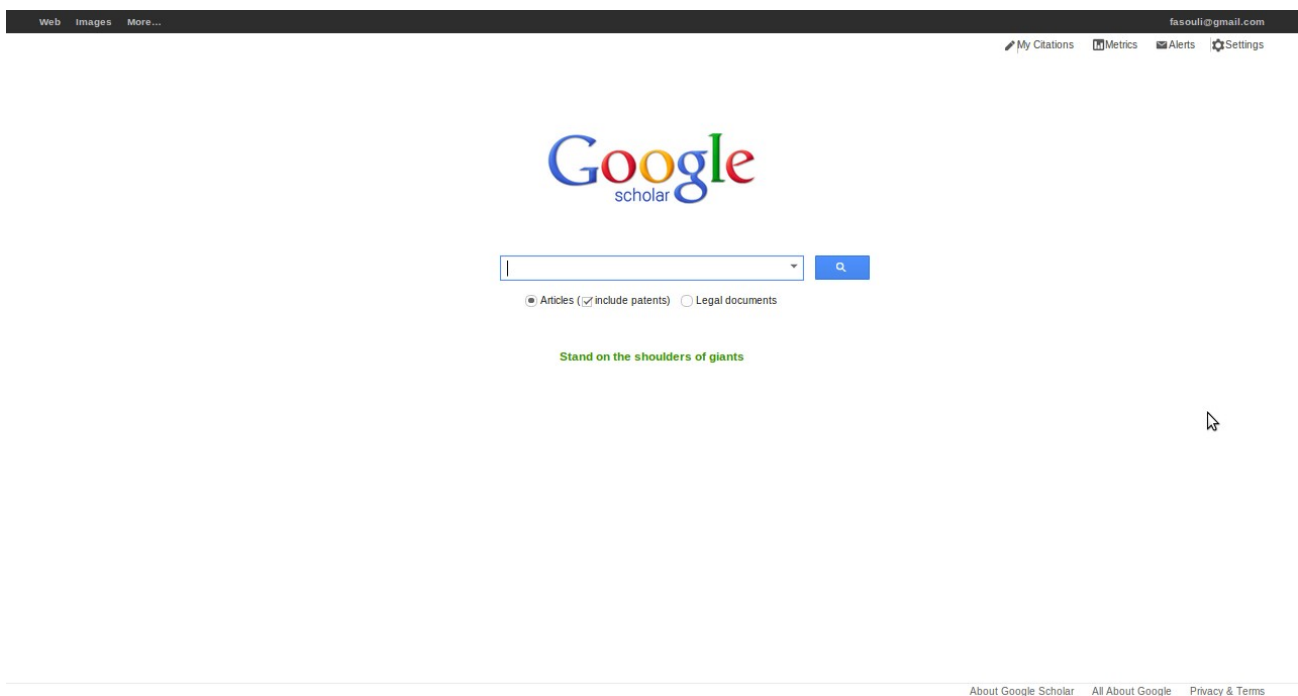 Web Images More... fasouli@gmail.com
My Citations Metrics Alerts Settings
Google
scholar
Articles ( include patents) Legal documents
Stand on the shoulders of giants
About Google Scholar All About Google Privacy & Terms